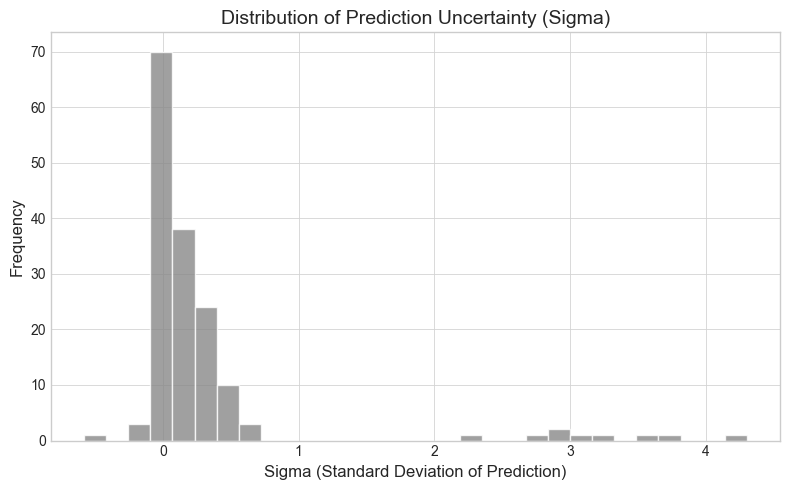 Distribution of Prediction Uncertainty (Sigma)
70
60
50
40
30
20
10
0
Frequency
0 1 2 3 4
Sigma (Standard Deviation of Prediction)